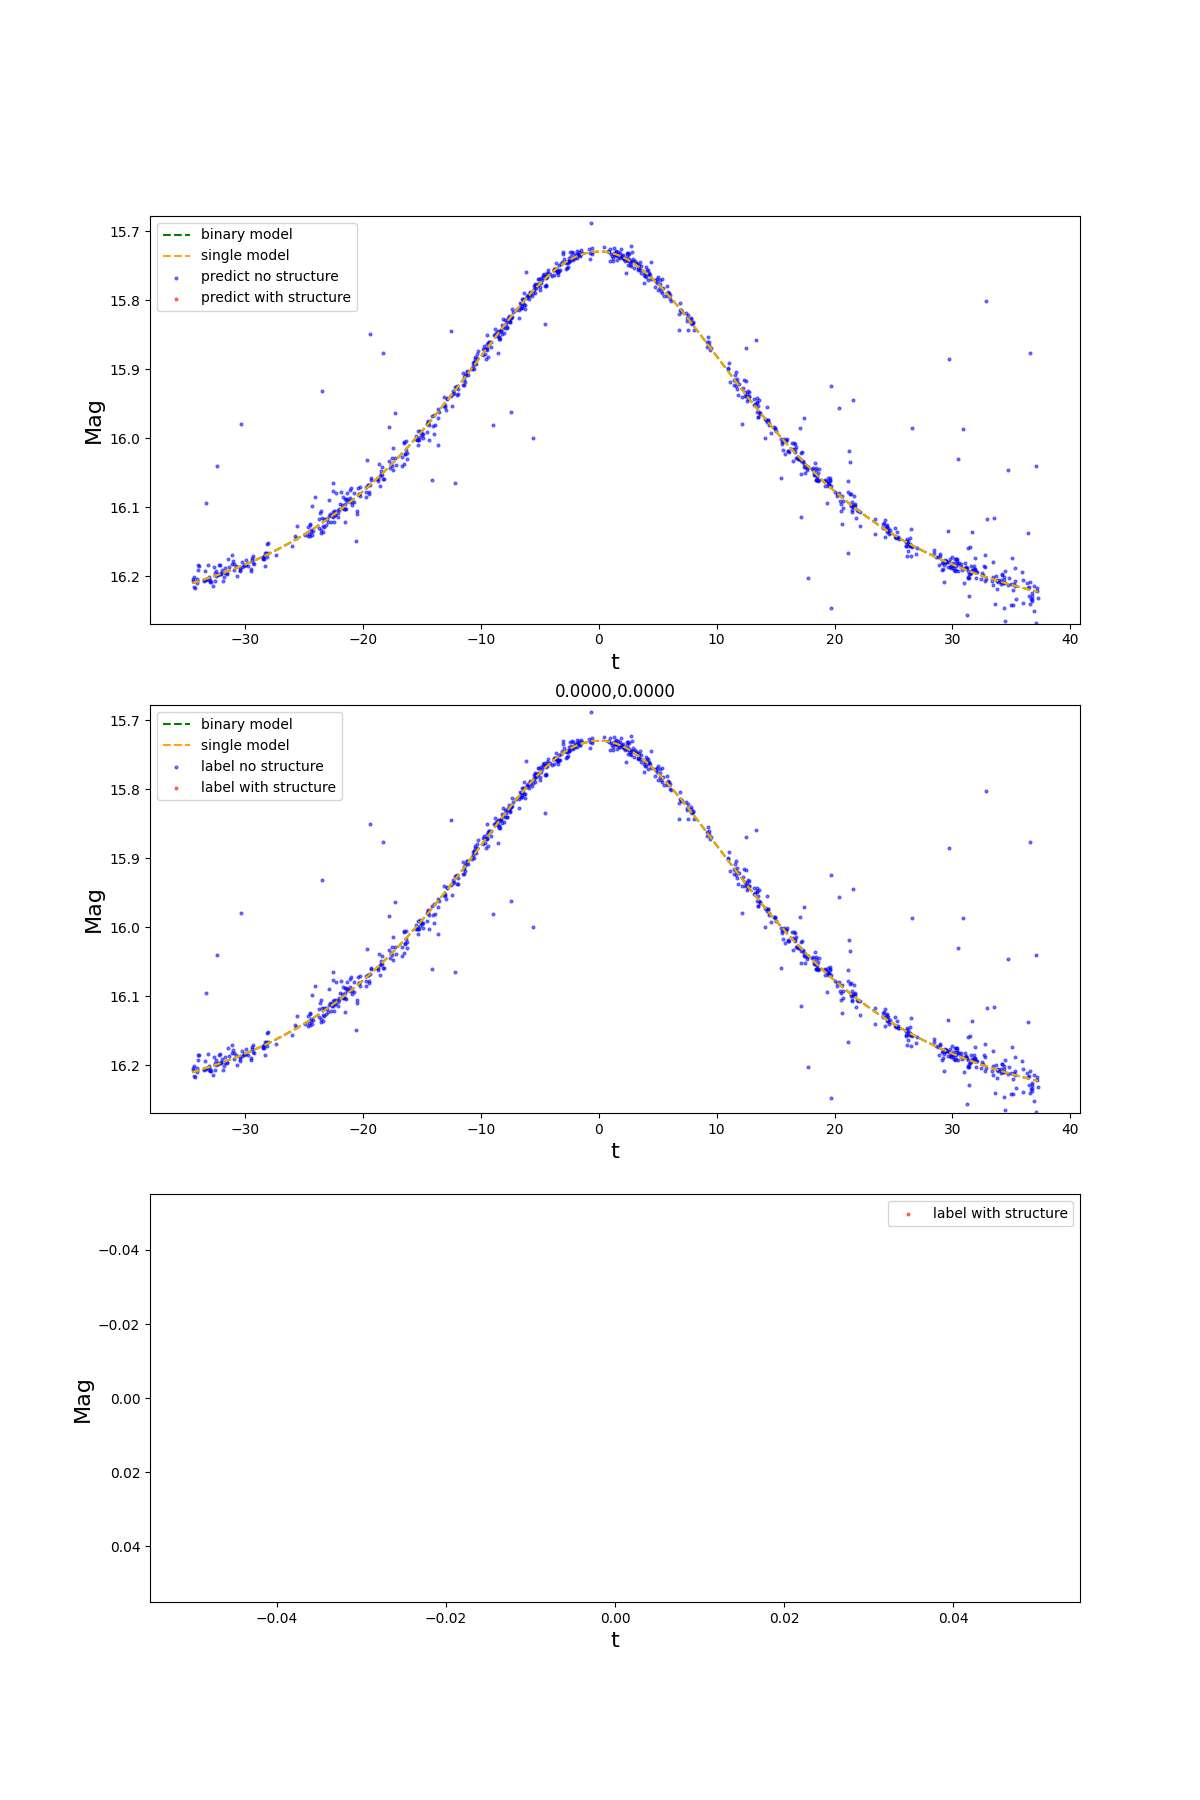 15.7
15.8
15.9
16.0
16.1
16.2
Mag
binary model
single model
predict no structure
predict with structure
−30 −20 −10 0 10 20 30 40
t
0.0000,0.0000
15.7
15.8
15.9
16.0
16.1
16.2
Mag
binary model
single model
label no structure
label with structure
−30 −20 −10 0 10 20 30 40
t
label with structure
−0.04
−0.02
0.00
0.02
0.04
Mag
−0.04 −0.02 0.00 0.02 0.04
t